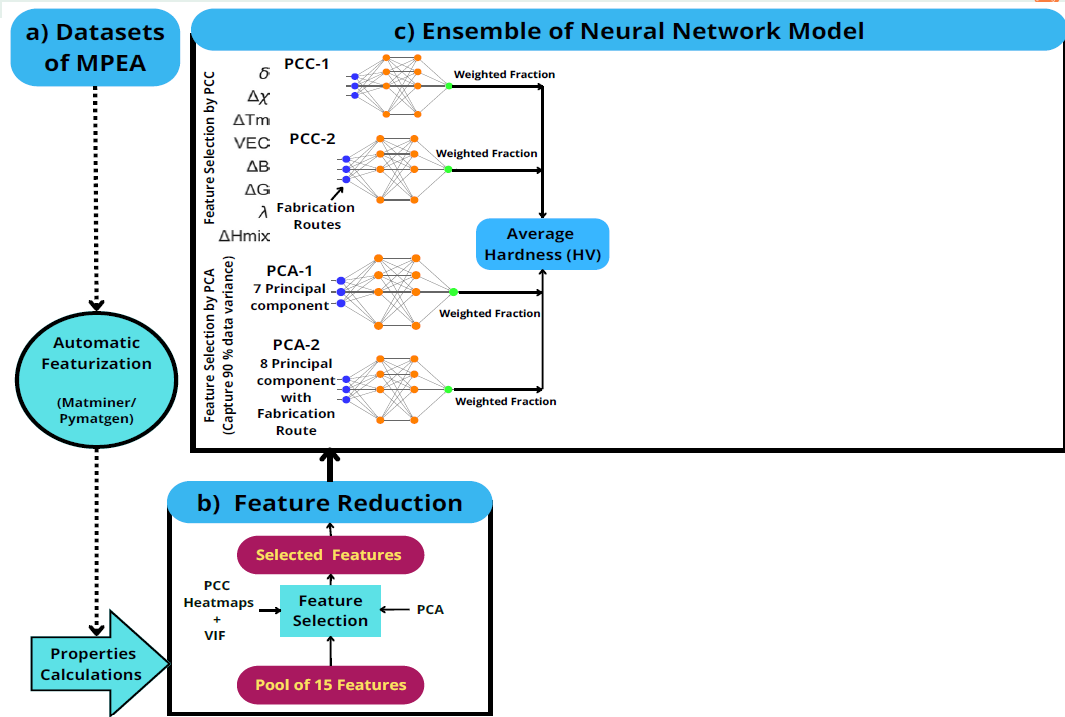 a) Datasets
of MPEA
Automatic
Featurization
(Matminer/
Pymatgen)
Properties
Calculations
b)  Feature Reduction
Selected  Features
PCC
Heatmaps
+
VIF
Feature
Selection
PCA
Pool of 15 Features
c) Ensemble of Neural Network Model
Feature Selection by PCC
δ
Δχ
ΔTm
VEC
ΔB
ΔG
λ
ΔHmix
PCC-1
Weighted Fraction
PCC-2
Weighted Fraction
Fabrication
Routes
Average
Hardness (HV)
Feature Selection by PCA
(Capture 90 % data variance)
PCA-1
7 Principal
component
Weighted Fraction
PCA-2
8 Principal
component
with
Fabrication
Route
Weighted Fraction